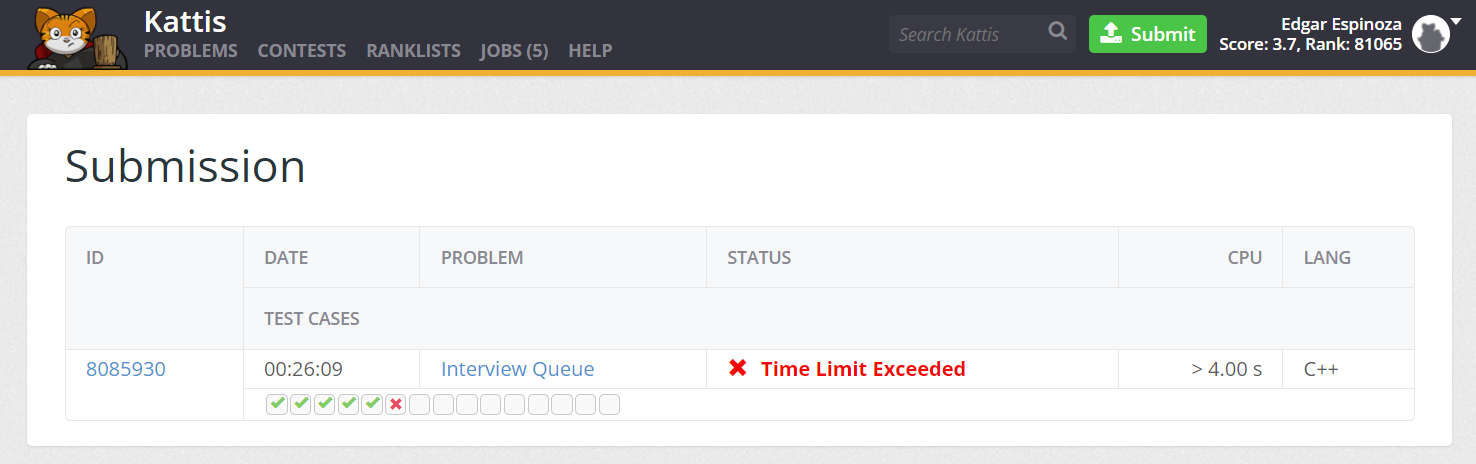 Kattis
PROBLEMS CONTESTS RANKLISTS JOBS (5) HELP
Search Kattis
Submit
Edgar Espinoza
Score: 3.7, Rank: 81065
Submission
ID DATE PROBLEM STATUS CPU LANG
TEST CASES
8085930 00:26:09 Interview Queue Time Limit Exceeded > 4.00 s C++